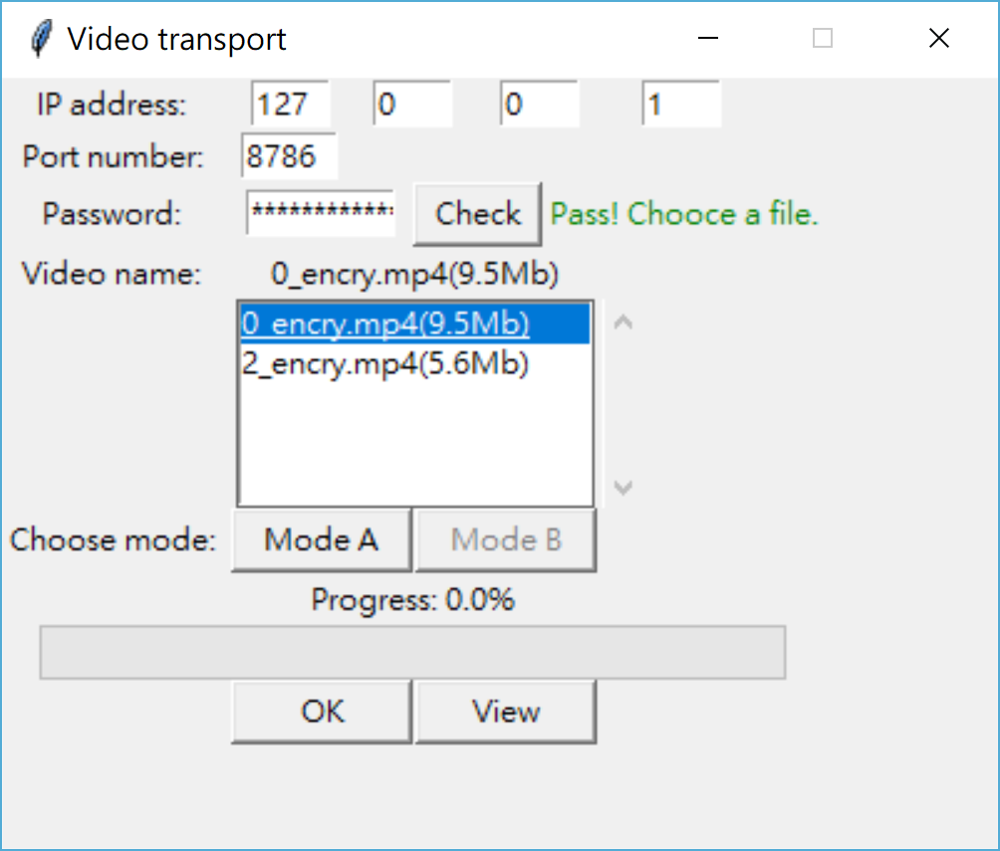 Video transport
IP address: 127 0 0 1
Port number: 8786
Password: ************ Check Pass! Chooce a file.
Video name: 0_encry.mp4(9.5Mb)
0_encry.mp4(9.5Mb)
2_encry.mp4(5.6Mb)
Choose mode: Mode A Mode B
Progress: 0.0%
OK View